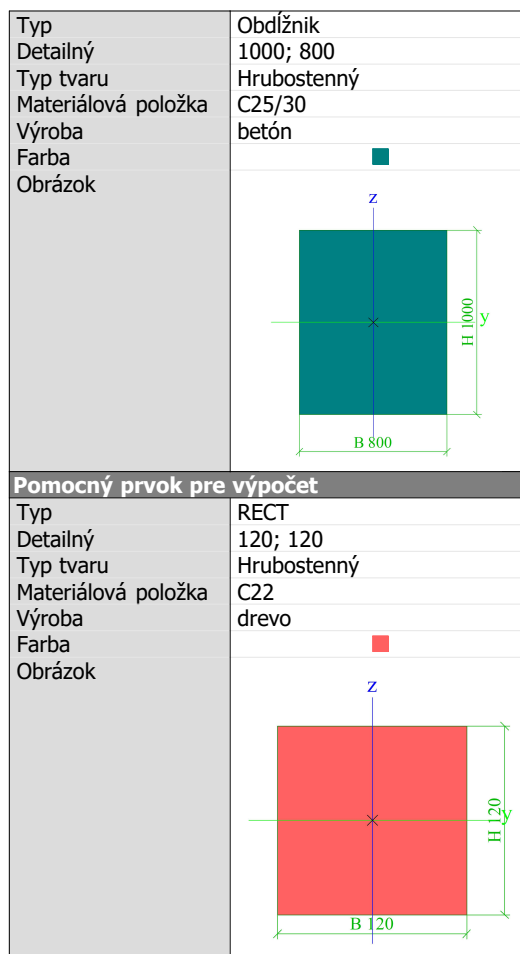 Typ Obdĺžnik
Detailný 1000; 800
Typ tvaru Hrubostenný
Materiálová položka C25/30
Výroba betón
Farba
Obrázok
z
H 1000
y
B 800
Pomocný prvok pre výpočet
Typ RECT
Detailný 120; 120
Typ tvaru Hrubostenný
Materiálová položka C22
Výroba drevo
Farba
Obrázok
z
H 120
y
B 120